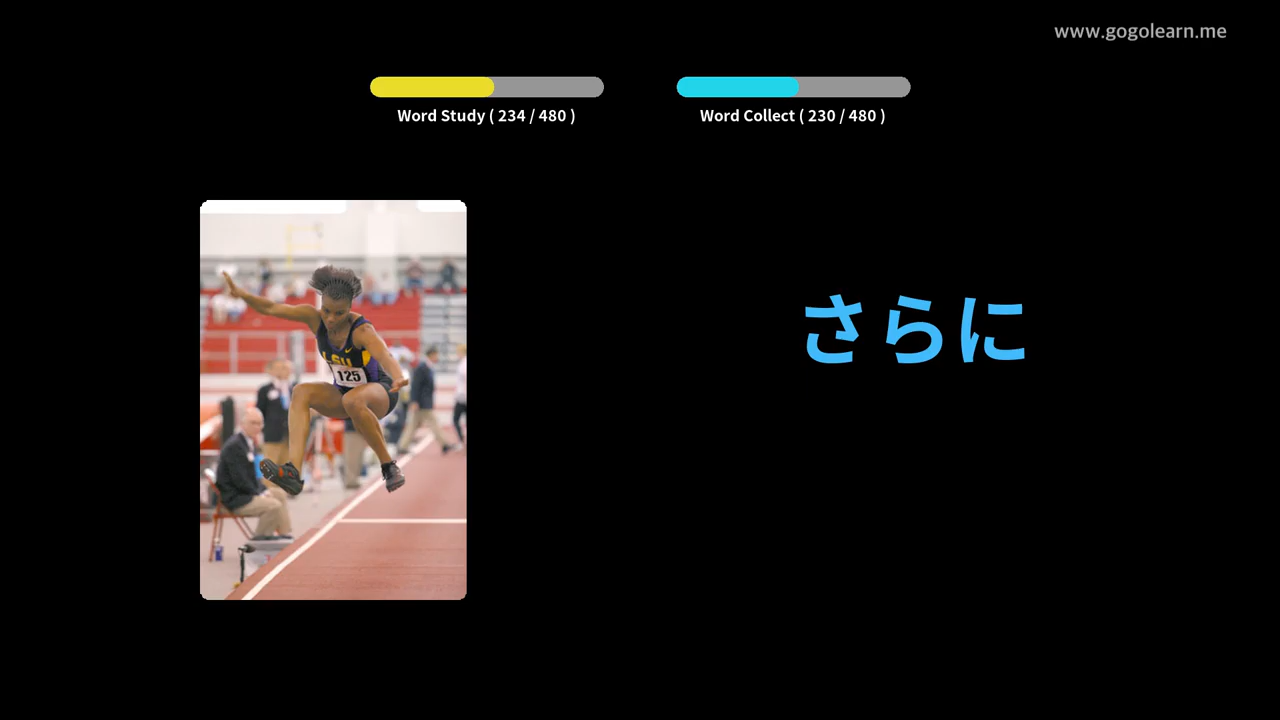 www.gogolearn.me
Word Study ( 234 / 480 )
Word Collect ( 230 / 480 )
さらに
LSU
125